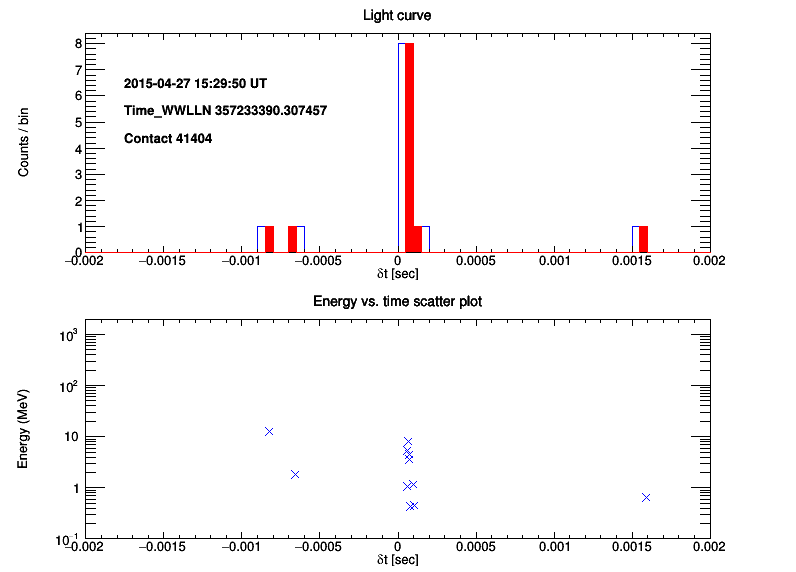 Light curve
Counts / bin
8
7
6
5
4
3
2
1
0
2015-04-27 15:29:50 UT
Time_WWLLN 357233390.307457
Contact 41404
−0.002 −0.0015 −0.001 −0.0005 0 0.0005 0.001 0.0015 0.002
δt [sec]
Energy vs. time scatter plot
Energy (MeV)
10³
10²
10
1
10⁻¹
−0.002 −0.0015 −0.001 −0.0005 0 0.0005 0.001 0.0015 0.002
δt [sec]